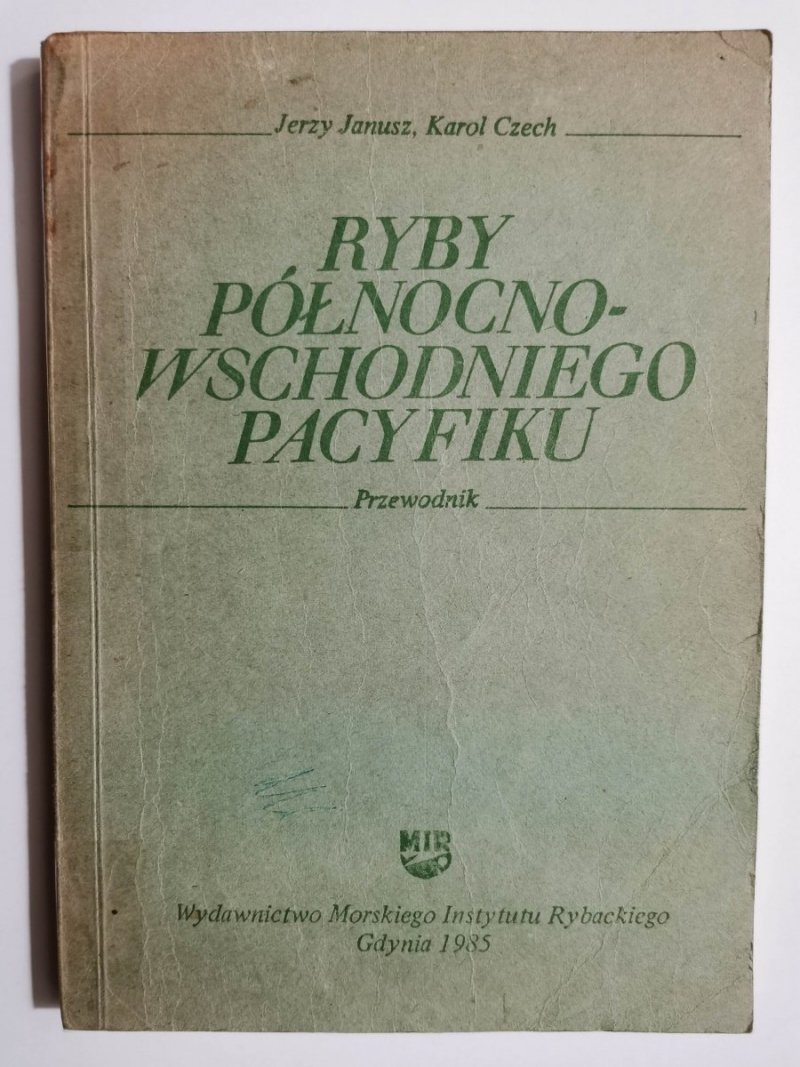 Jerzy Janusz, Karol Czech
RYBY
PÓŁNOCNO-
WSCHODNIEGO
PACYFIKU
Przewodnik
MIR
Wydawnictwo Morskiego Instytutu Rybackiego
Gdynia 1985